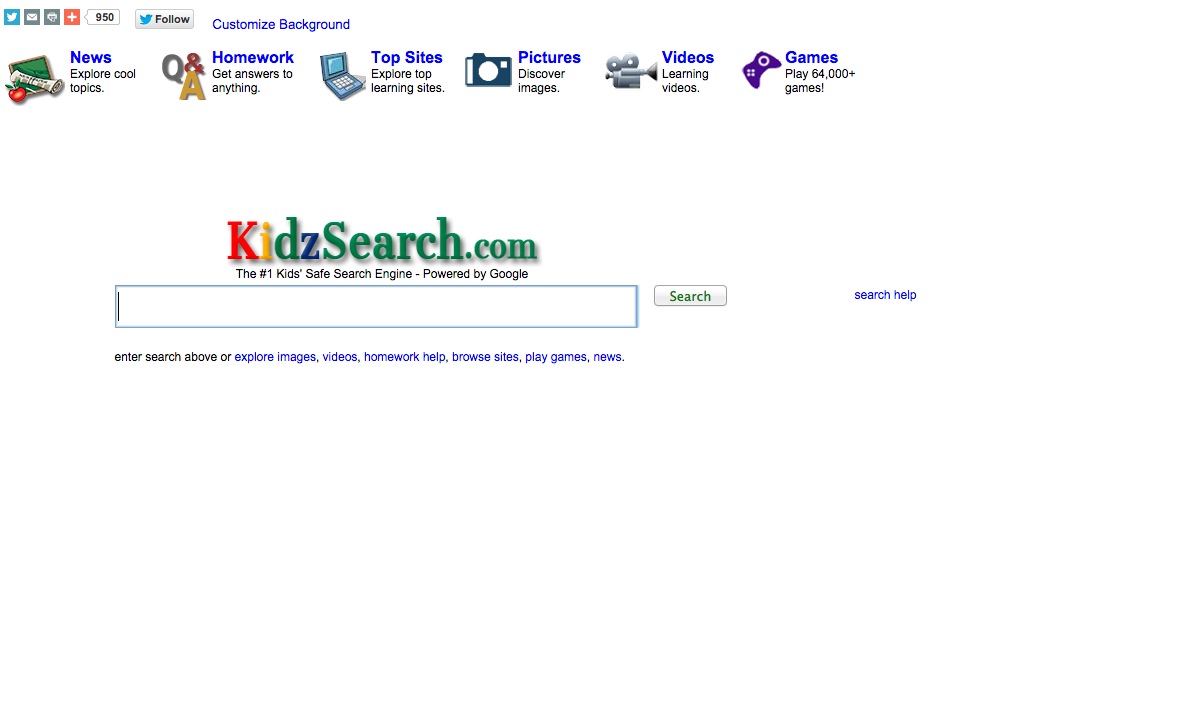 950
Follow
Customize Background
News
Explore cool
topics.
Q&A
Homework
Get answers to
anything.
Top Sites
Explore top
learning sites.
Pictures
Discover
images.
Videos
Learning
videos.
Games
Play 64,000+
games!
KidzSearch.com
The #1 Kids' Safe Search Engine - Powered by Google
Search
search help
enter search above or explore images, videos, homework help, browse sites, play games, news.